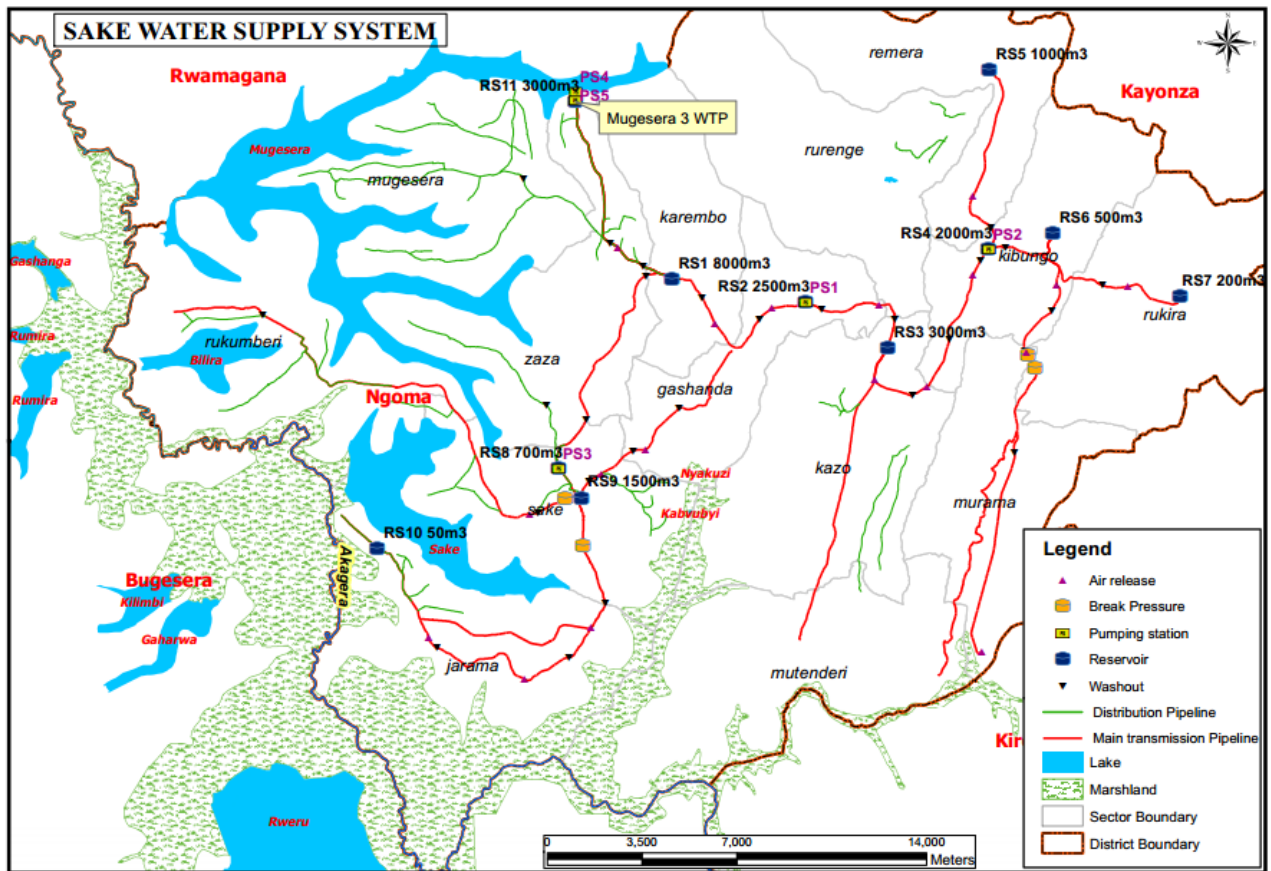 SAKE WATER SUPPLY SYSTEM
N
W
E
S
remera
RS5 1000m3
Rwamagana
PS4
RS11 3000m3
PS5
Kayonza
Mugesera 3 WTP
Mugesera
rurenge
mugesera
karembo
RS6 500m3
RS4 2000m3
PS2
kibungo
Gashanga
RS1 8000m3
RS2 2500m3
PS1
RS7 200m3
rukira
Rumira
rukumberi
RS3 3000m3
Bilira
zaza
gashanda
Rumira
Ngoma
RS8 700m3
PS3
kazo
Nyakuzi
RS9 1500m3
sake
Kabvubyi
murama
RS10 50m3
Sake
Akagera
Bugesera
Kilimbi
Gaharwa
jarama
mutenderi
Kir
Rweru
0
3,500
7,000
14,000
Meters
Legend
Air release
Break Pressure
Pumping station
Reservoir
Washout
Distribution Pipeline
Main transmission Pipeline
Lake
Marshland
Sector Boundary
District Boundary